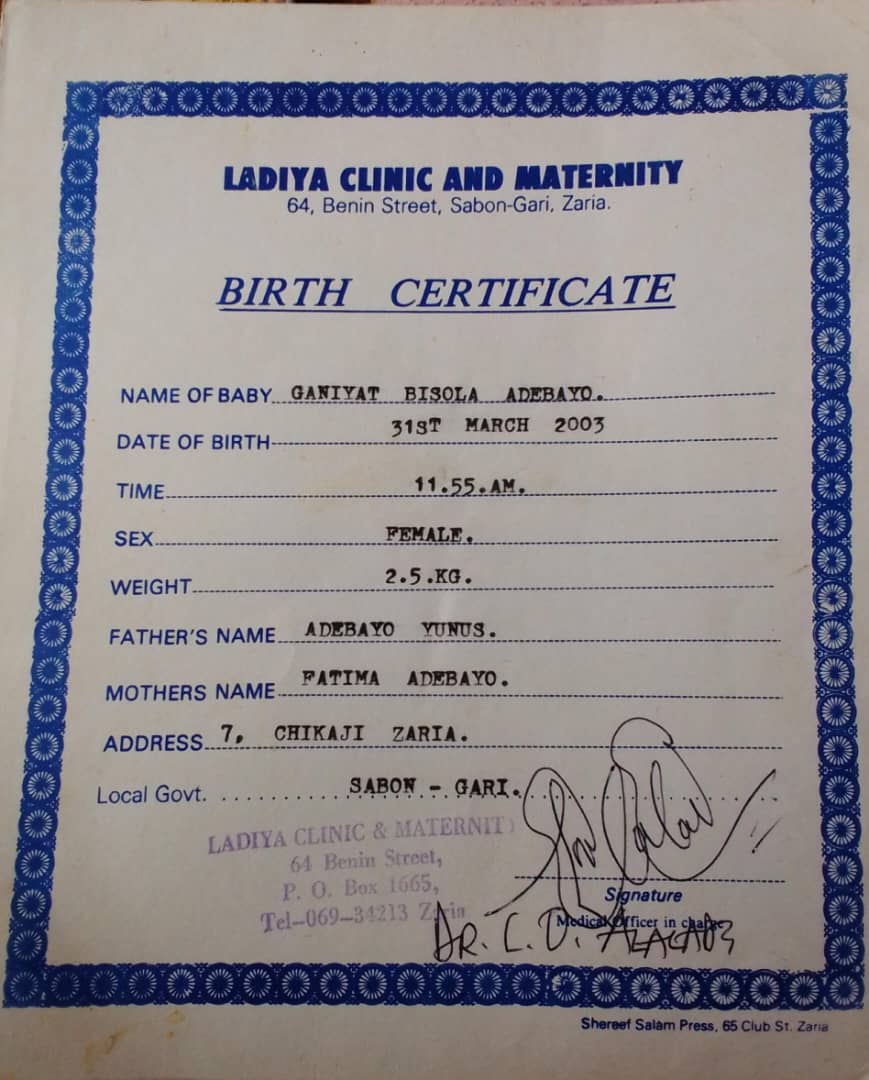 LADIYA CLINIC AND MATERNITY
64, Benin Street, Sabon-Gari, Zaria.
BIRTH CERTIFICATE
NAME OF BABY GANIYAT BISOLA ADEBAYO.
DATE OF BIRTH 31ST MARCH 2003
TIME 11.55.AM.
SEX FEMALE.
WEIGHT 2.5.KG.
FATHER'S NAME ADEBAYO YUNUS.
MOTHERS NAME FATIMA ADEBAYO.
ADDRESS 7, CHIKAJI ZARIA.
Local Govt. SABON - GARI.
LADIYA CLINIC & MATERNITY
64 Benin Street,
P. O. Box 1665,
Tel-069-34213 Zaria
Signature
Medical Officer in charge
DR. C. O.
Shereef Salam Press, 65 Club St. Zaria